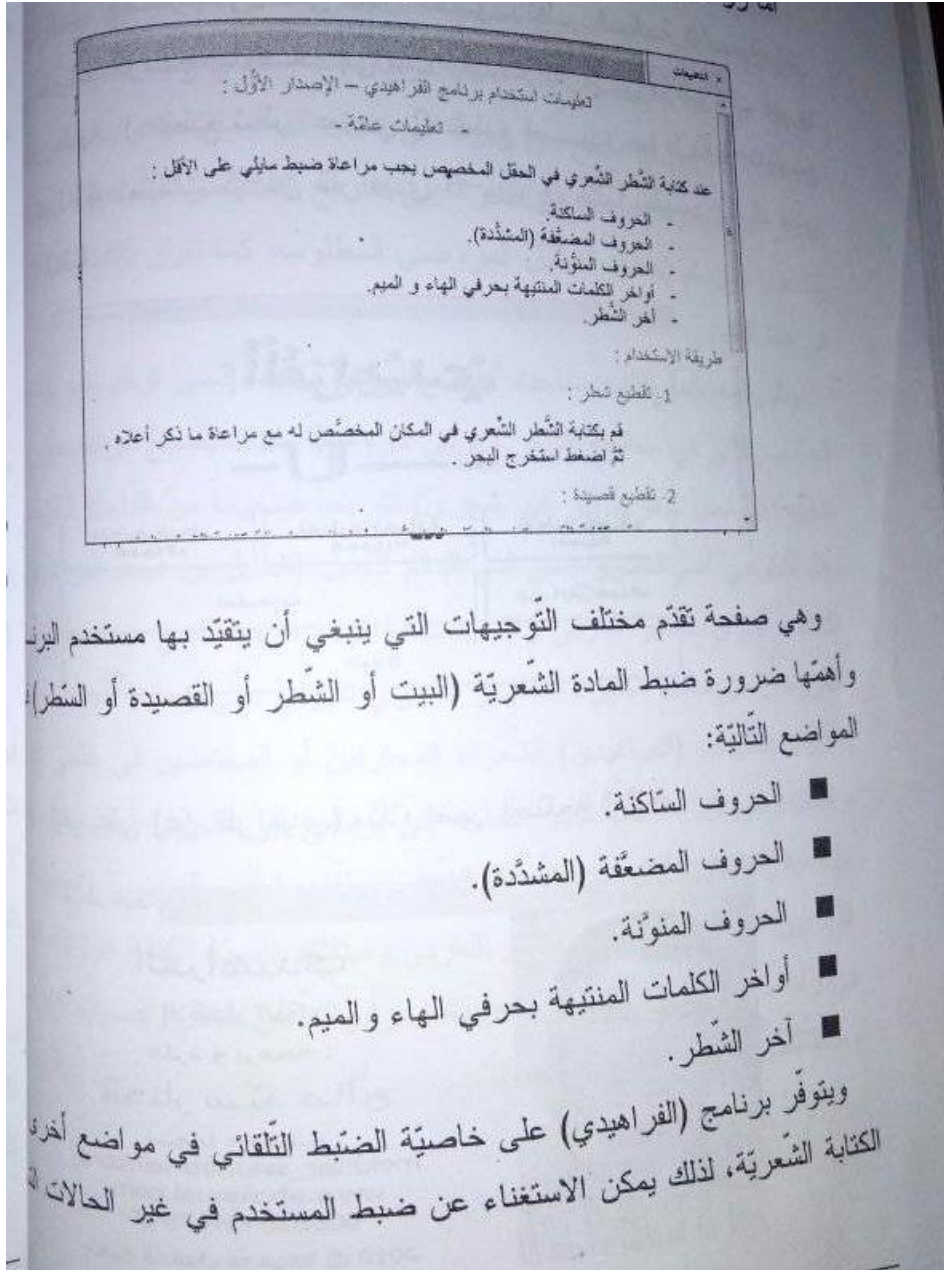 التعليمات
تعليمات استخدام برنامج الفراهيدي – الإصدار الأوَّل :
- تعليمات عامّة -
عند كتابة الشَّطر الشِّعري في الحقل المخصص يجب مراعاة ضبط مايلي على الأقل :
- الحروف الساكنة.
- الحروف المضعَّفة (المشدَّدة).
- الحروف المنوَّنة.
- أواخر الكلمات المنتيهة بحرفي الهاء و الميم.
- آخر الشَّطر.
طريقة الاستخدام :
1- تقطيع شطر :
قم بكتابة الشَّطر الشِّعري في المكان المخصَّص له مع مراعاة ما ذكر أعلاه ,
ثمَّ اضغط استخرج البحر .
2- تقطيع قصيدة :
وهي صفحة تقدّم مختلف التّوجيهات التي ينبغي أن يتقيّد بها مستخدم
وأهمّها ضرورة ضبط المادة الشّعريّة (البيت أو الشّطر أو القصيدة أو السّطر)
المواضع التّاليّة:
■ الحروف السّاكنة.
■ الحروف المضعَّفة (المشدَّدة).
■ الحروف المنوَّنة.
■ أواخر الكلمات المنتيهة بحرفي الهاء والميم.
■ آخر الشّطر.
ويتوفّر برنامج (الفراهيدي) على خاصيّة الضّبط التّلقائي في مواضع أخرى
الكتابة الشّعريّة، لذلك يمكن الاستغناء عن ضبط المستخدم في غير الحالات